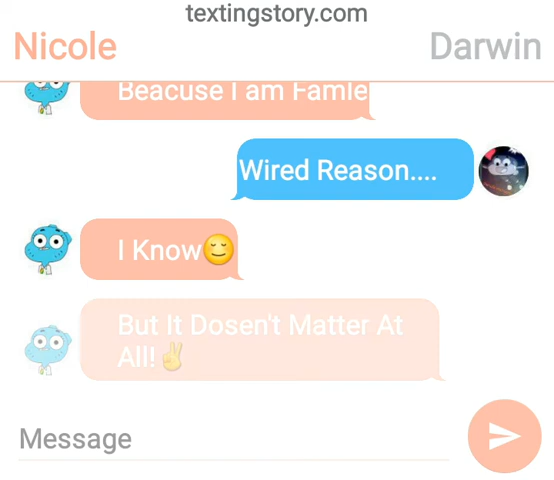 textingstory.com
Nicole
Darwin
Beacuse I am Famle
Wired Reason....
I Know😌
But It Dosen't Matter At
All!✌
Message